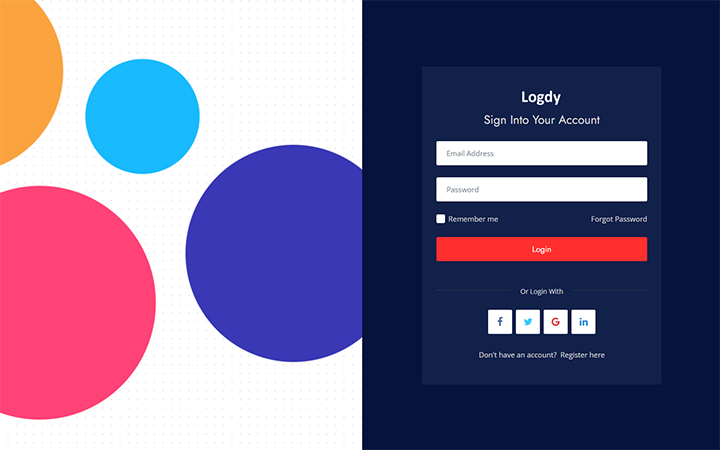 Logdy
Sign Into Your Account
Email Address
Password
Remember me Forgot Password
Login
Or Login With
Don't have an account? Register here